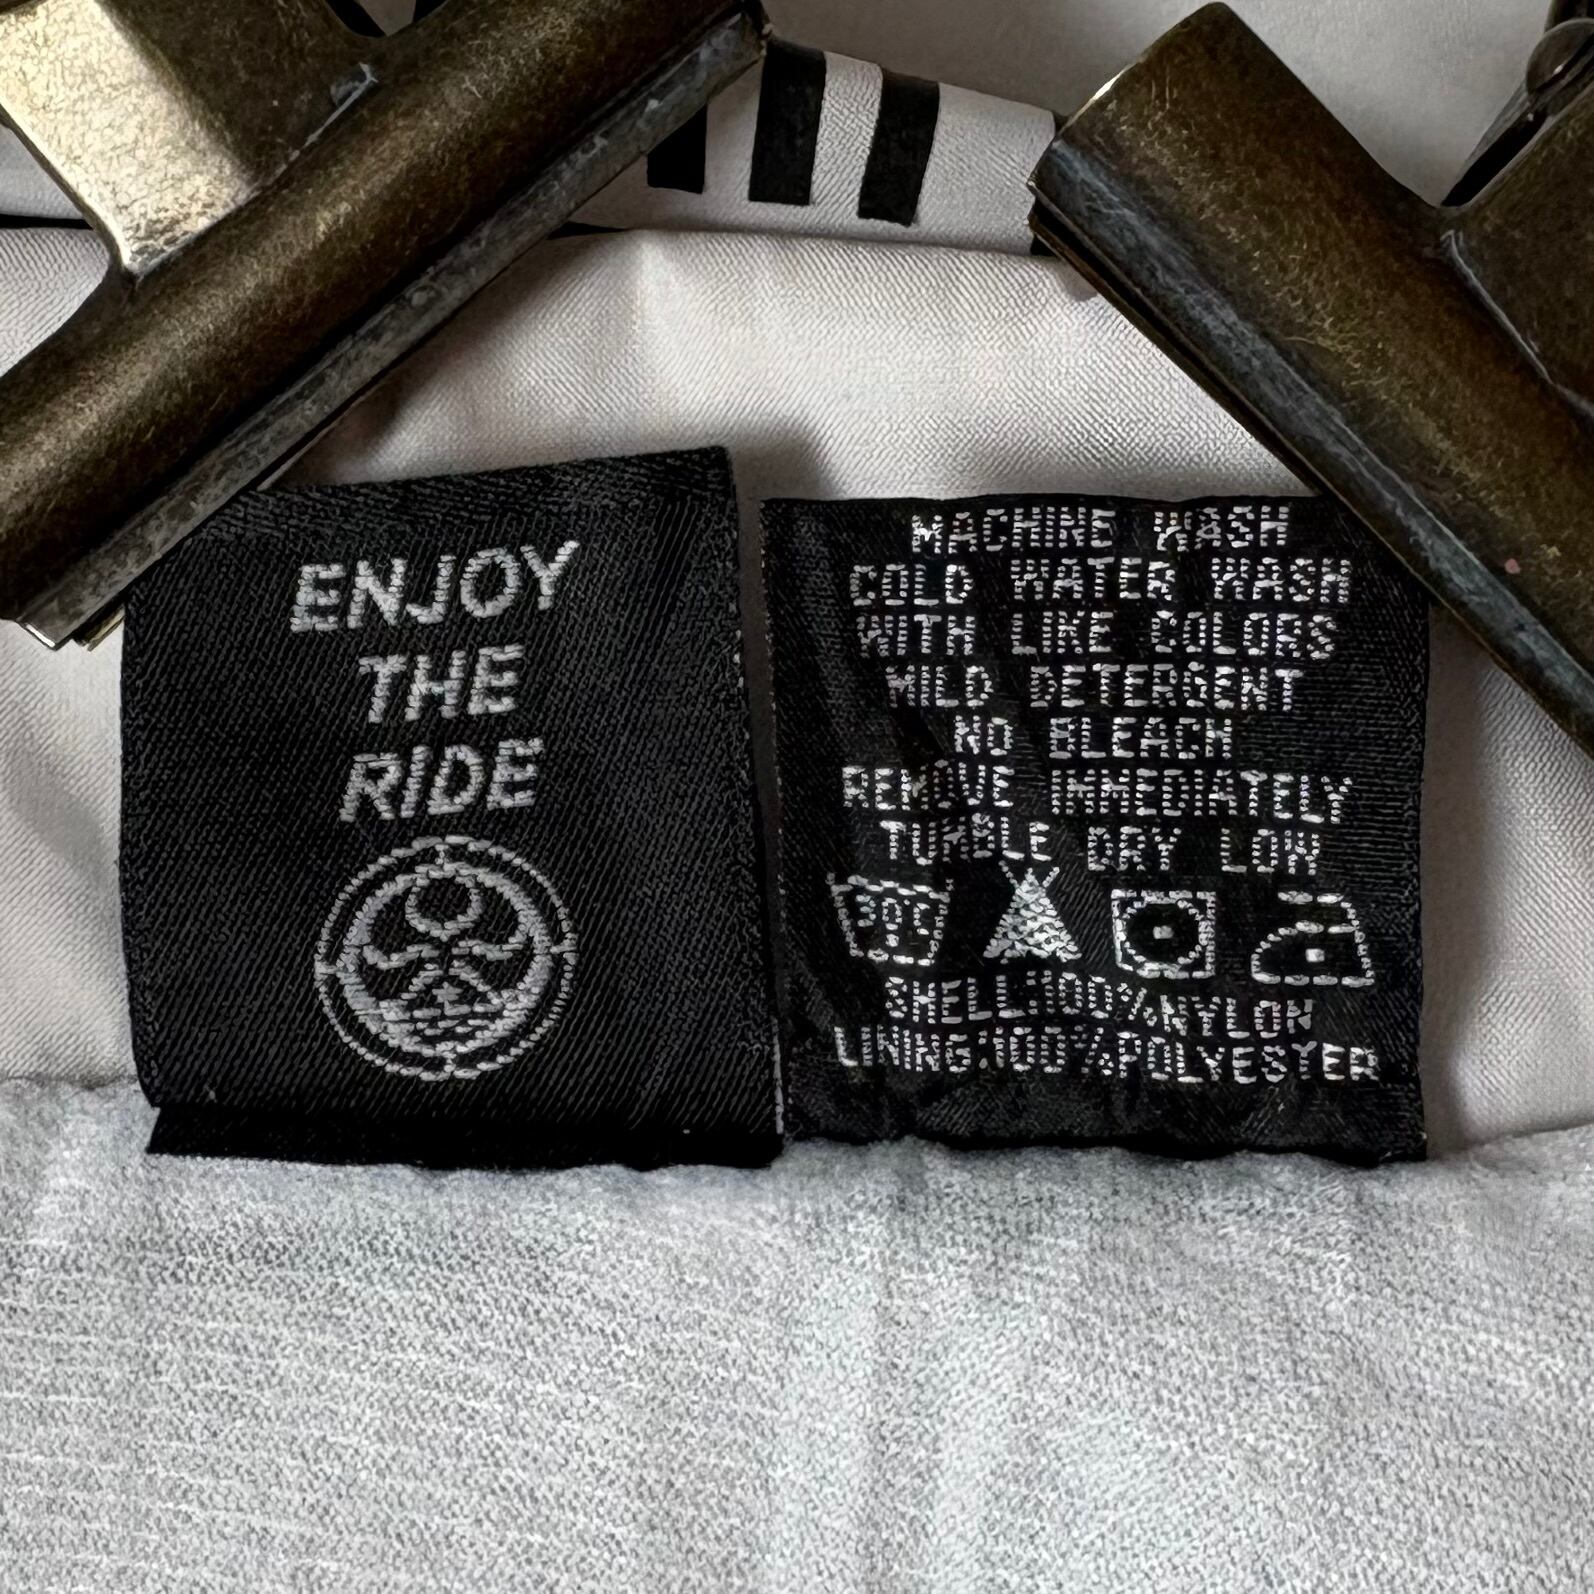 ENJOY
THE
RIDE
MACHINE WASH
COLD WATER WASH
WITH LIKE COLORS
MILD DETERGENT
NO BLEACH
REMOVE IMMEDIATELY
TUMBLE DRY LOW
30°C
SHELL:100%NYLON
LINING:100%POLYESTER